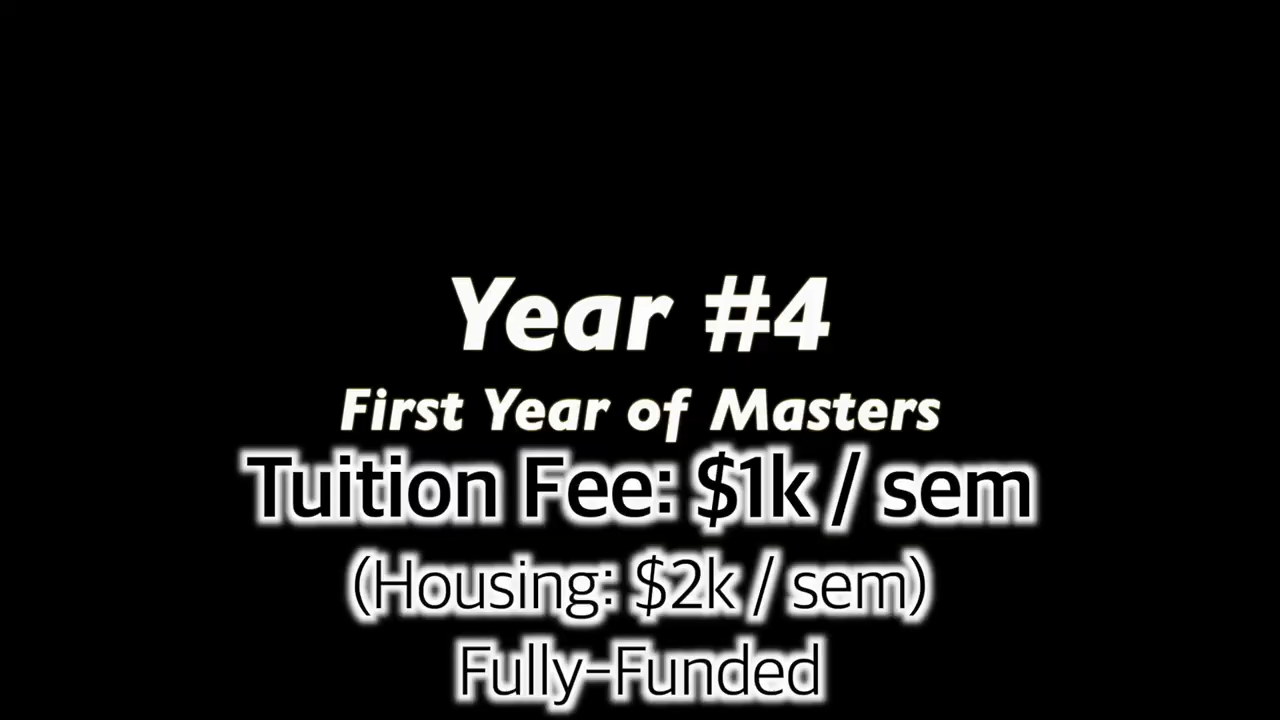 Year #4
First Year of Masters
Tuition Fee: $1k / sem
(Housing: $2k / sem)
Fully-Funded